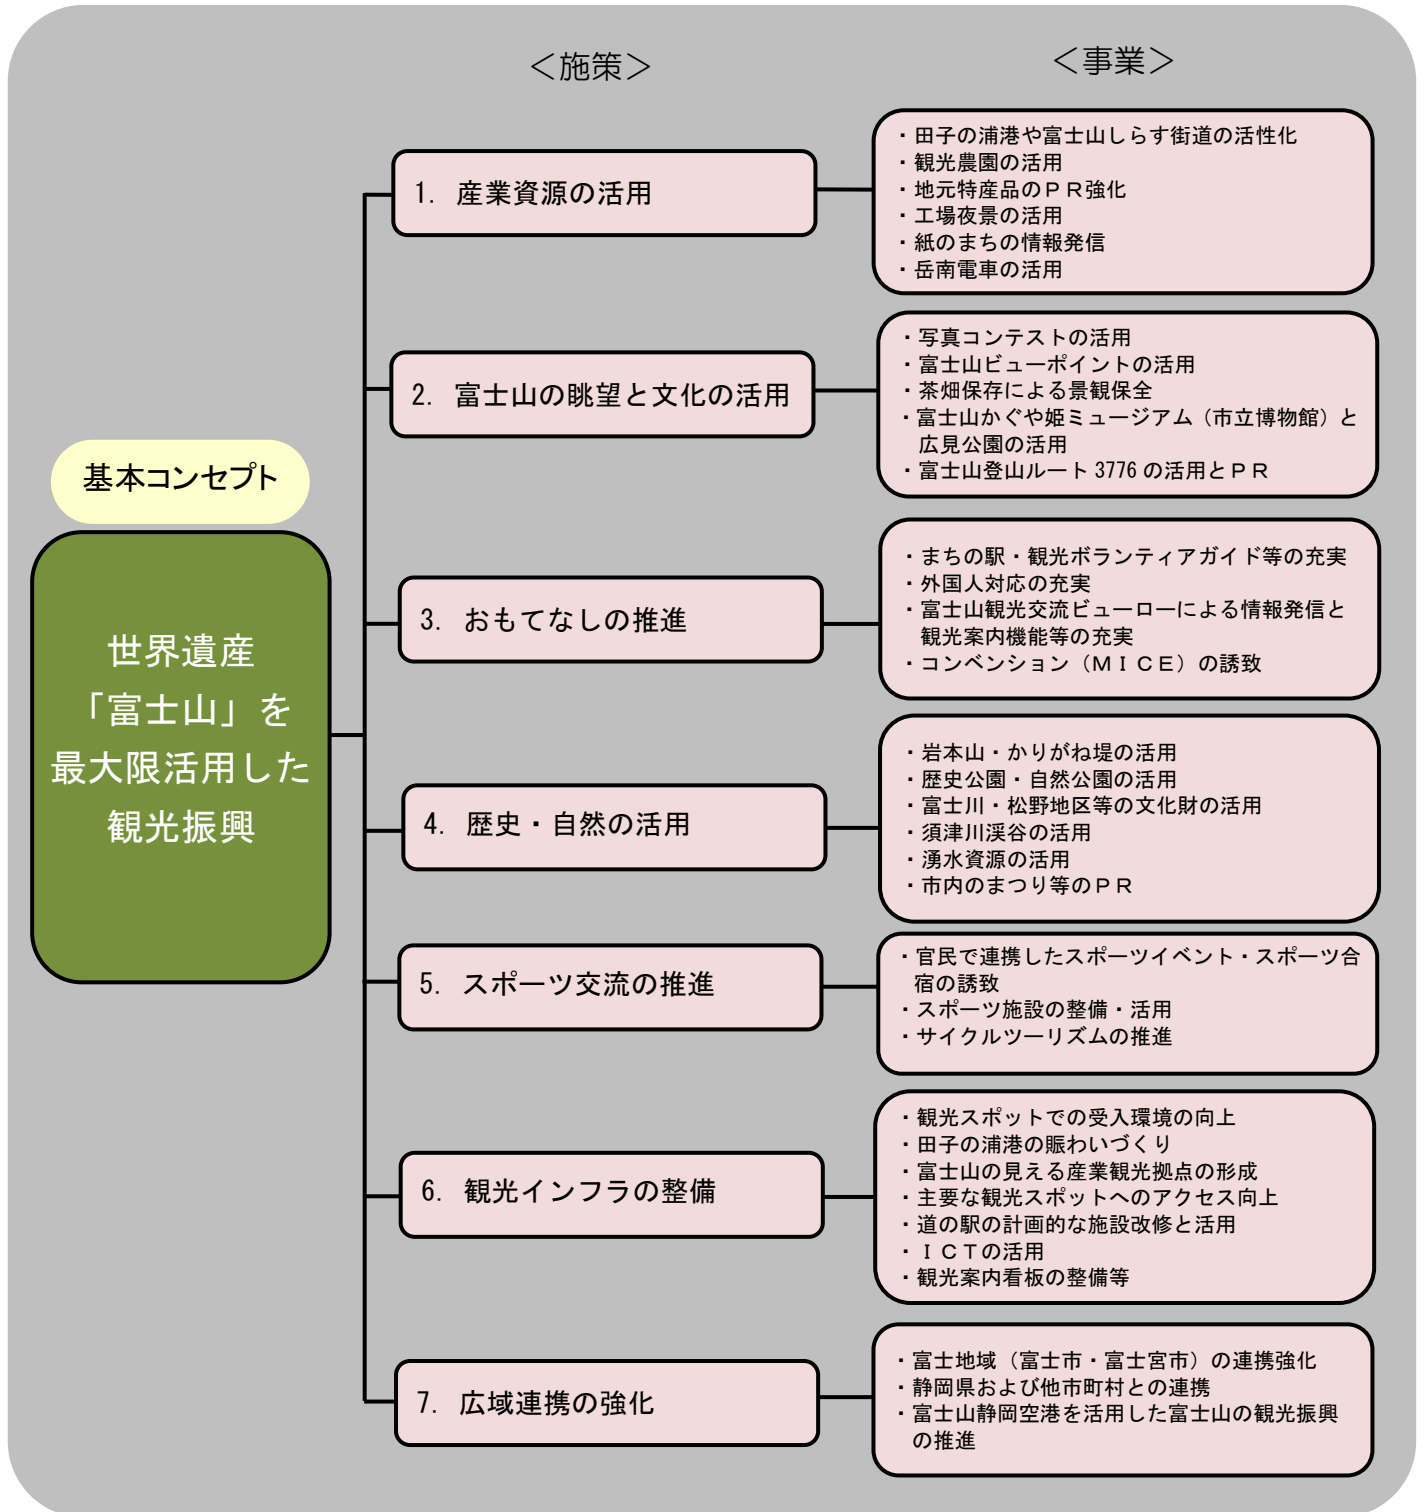 ＜施策＞
＜事業＞
基本コンセプト
世界遺産
「富士山」を
最大限活用した
観光振興
1. 産業資源の活用
・田子の浦港や富士山しらす街道の活性化
・観光農園の活用
・地元特産品のＰＲ強化
・工場夜景の活用
・紙のまちの情報発信
・岳南電車の活用
2. 富士山の眺望と文化の活用
・写真コンテストの活用
・富士山ビューポイントの活用
・茶畑保存による景観保全
・富士山かぐや姫ミュージアム（市立博物館）と
広見公園の活用
・富士山登山ルート 3776 の活用とＰＲ
3. おもてなしの推進
・まちの駅・観光ボランティアガイド等の充実
・外国人対応の充実
・富士山観光交流ビューローによる情報発信と
観光案内機能等の充実
・コンベンション（ＭＩＣＥ）の誘致
4. 歴史・自然の活用
・岩本山・かりがね堤の活用
・歴史公園・自然公園の活用
・富士川・松野地区等の文化財の活用
・須津川渓谷の活用
・湧水資源の活用
・市内のまつり等のＰＲ
5. スポーツ交流の推進
・官民で連携したスポーツイベント・スポーツ合
宿の誘致
・スポーツ施設の整備・活用
・サイクルツーリズムの推進
6. 観光インフラの整備
・観光スポットでの受入環境の向上
・田子の浦港の賑わいづくり
・富士山の見える産業観光拠点の形成
・主要な観光スポットへのアクセス向上
・道の駅の計画的な施設改修と活用
・ＩＣＴの活用
・観光案内看板の整備等
7. 広域連携の強化
・富士地域（富士市・富士宮市）の連携強化
・静岡県および他市町村との連携
・富士山静岡空港を活用した富士山の観光振興
の推進